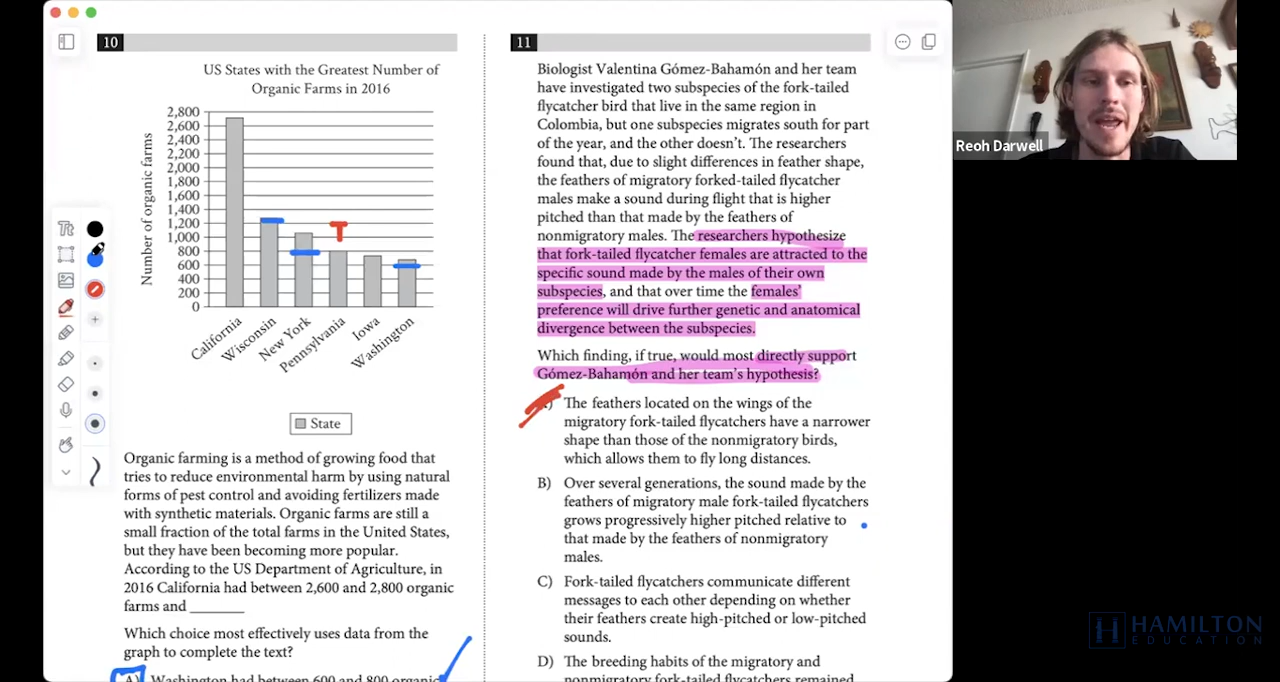 10
US States with the Greatest Number of
Organic Farms in 2016
Number of organic farms
2,800
2,600
2,400
2,200
2,000
1,800
1,600
1,400
1,200
1,000
800
600
400
200
0
California
Wisconsin
New York
Pennsylvania
Iowa
Washington
State
Organic farming is a method of growing food that
tries to reduce environmental harm by using natural
forms of pest control and avoiding fertilizers made
with synthetic materials. Organic farms are still a
small fraction of the total farms in the United States,
but they have been becoming more popular.
According to the US Department of Agriculture, in
2016 California had between 2,600 and 2,800 organic
farms and ________
Which choice most effectively uses data from the
graph to complete the text?
A) Washington had between 600 and 800 organic
11
Biologist Valentina Gómez-Bahamón and her team
have investigated two subspecies of the fork-tailed
flycatcher bird that live in the same region in
Colombia, but one subspecies migrates south for part
of the year, and the other doesn't. The researchers
found that, due to slight differences in feather shape,
the feathers of migratory forked-tailed flycatcher
males make a sound during flight that is higher
pitched than that made by the feathers of
nonmigratory males. The researchers hypothesize
that fork-tailed flycatcher females are attracted to the
specific sound made by the males of their own
subspecies, and that over time the females'
preference will drive further genetic and anatomical
divergence between the subspecies.
Which finding, if true, would most directly support
Gómez-Bahamón and her team's hypothesis?
The feathers located on the wings of the
migratory fork-tailed flycatchers have a narrower
shape than those of the nonmigratory birds,
which allows them to fly long distances.
B) Over several generations, the sound made by the
feathers of migratory male fork-tailed flycatchers
grows progressively higher pitched relative to
that made by the feathers of nonmigratory
males.
C) Fork-tailed flycatchers communicate different
messages to each other depending on whether
their feathers create high-pitched or low-pitched
sounds.
D) The breeding habits of the migratory and
nonmigratory fork-tailed flycatchers remained
Tt
Reoh Darwell
HAMILTON
EDUCATION